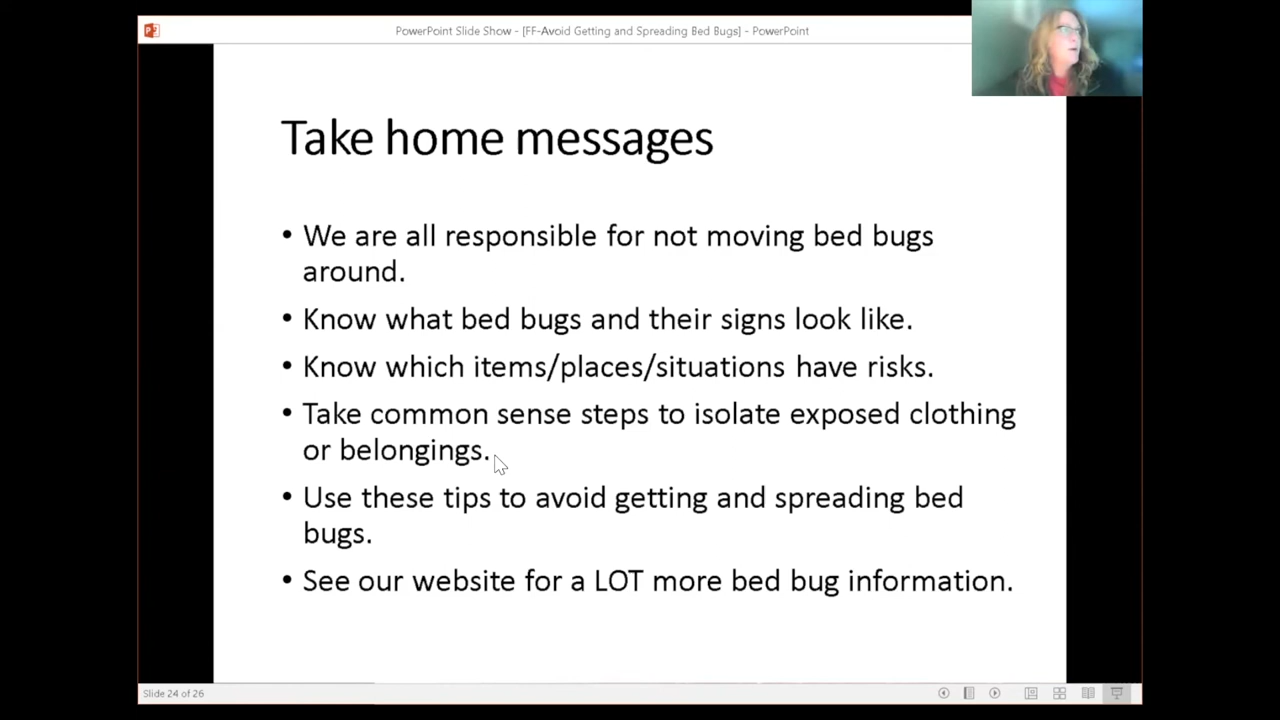 PowerPoint Slide Show - [FF-Avoid Getting and Spreading Bed Bugs] - PowerPoint
Take home messages
• We are all responsible for not moving bed bugs
around.
• Know what bed bugs and their signs look like.
• Know which items/places/situations have risks.
• Take common sense steps to isolate exposed clothing
or belongings.
• Use these tips to avoid getting and spreading bed
bugs.
• See our website for a LOT more bed bug information.
Slide 24 of 26